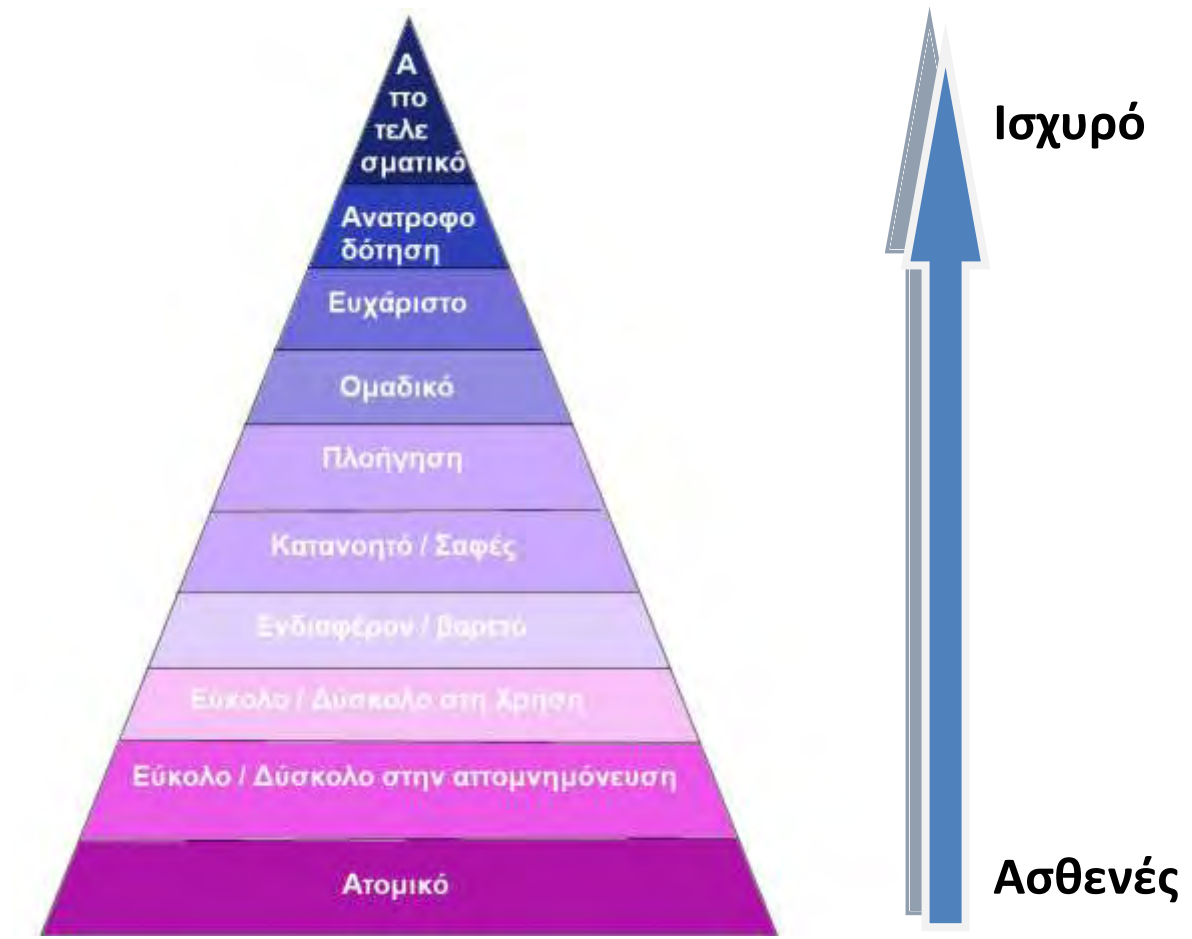 Α
πο
τελε
σματικό
Ισχυρό
Ανατροφο
δότηση
Ευχάριστο
Ομαδικό
Πλοήγηση
Κατανοητό / Σαφές
Ενδιαφέρον / βαρετό
Εύκολο / Δύσκολο στη Χρήση
Εύκολο / Δύσκολο στην απομνημόνευση
Ατομικό
Ασθενές